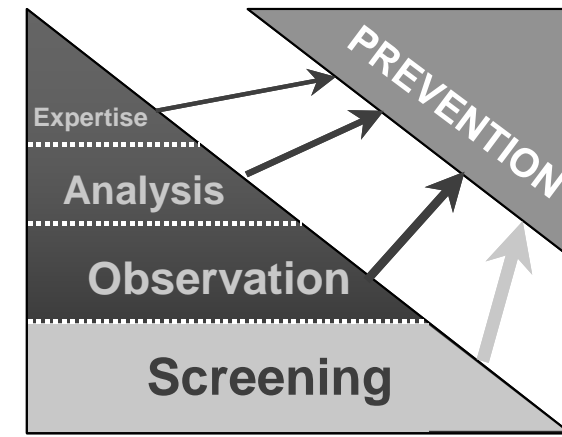 PREVENTION
Expertise
Analysis
Observation
Screening